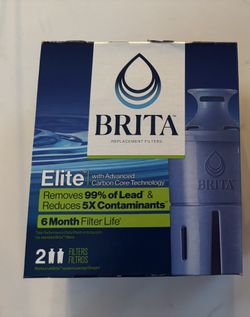 BRITA
REPLACEMENT FILTERS
Elite
with Advanced
Carbon Core Technology
Removes 99% of Lead &
Reduces 5X Contaminants
6 Month Filter Life
2 FILTERS
FILTROS
BRITA